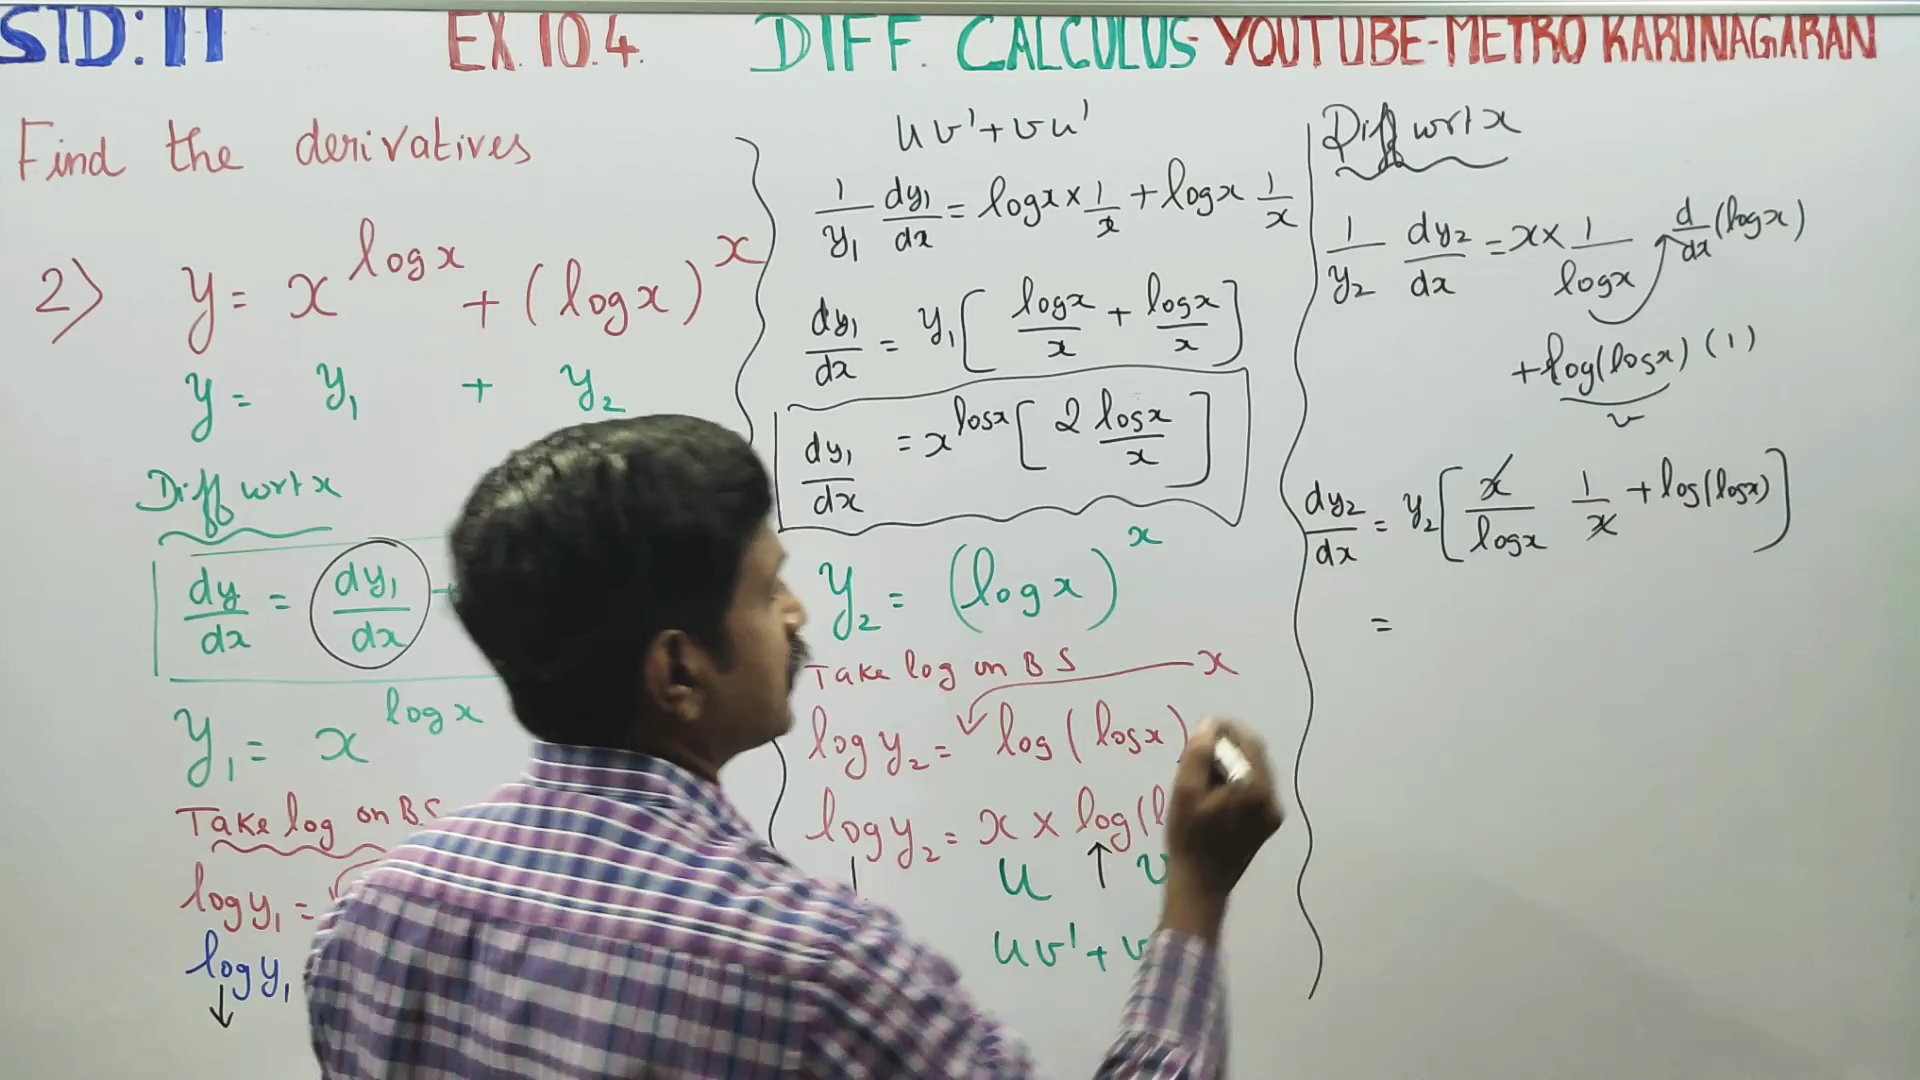 STD: 11 EX. 10.4. DIFF. CALCULUS - YOUTUBE - METRO KARUNAGARAN
Find the derivatives
2) y = x^{log x} + (log x)^x
y = y₁ + y₂
Diff wrt x
dy/dx = dy₁/dx +
y₁ = x^{log x}
Take log on B.S
log y₁ =
log y₁
uv' + vu'
1/y₁ dy₁/dx = log x × 1/x + log x 1/x
dy₁/dx = y₁ [ log x/x + log x/x ]
dy₁/dx = x^{log x} [ 2 log x/x ]
y₂ = (log x)^x
Take log on B S
log y₂ = log (log x) x
log y₂ = x × log (l
u v
uv' + v
Diff wrt x
1/y₂ dy₂/dx = x × 1/log x d/dx (log x)
+ log(log x) (1)
v
dy₂/dx = y₂ [ x/log x 1/x + log(log x) ]
=